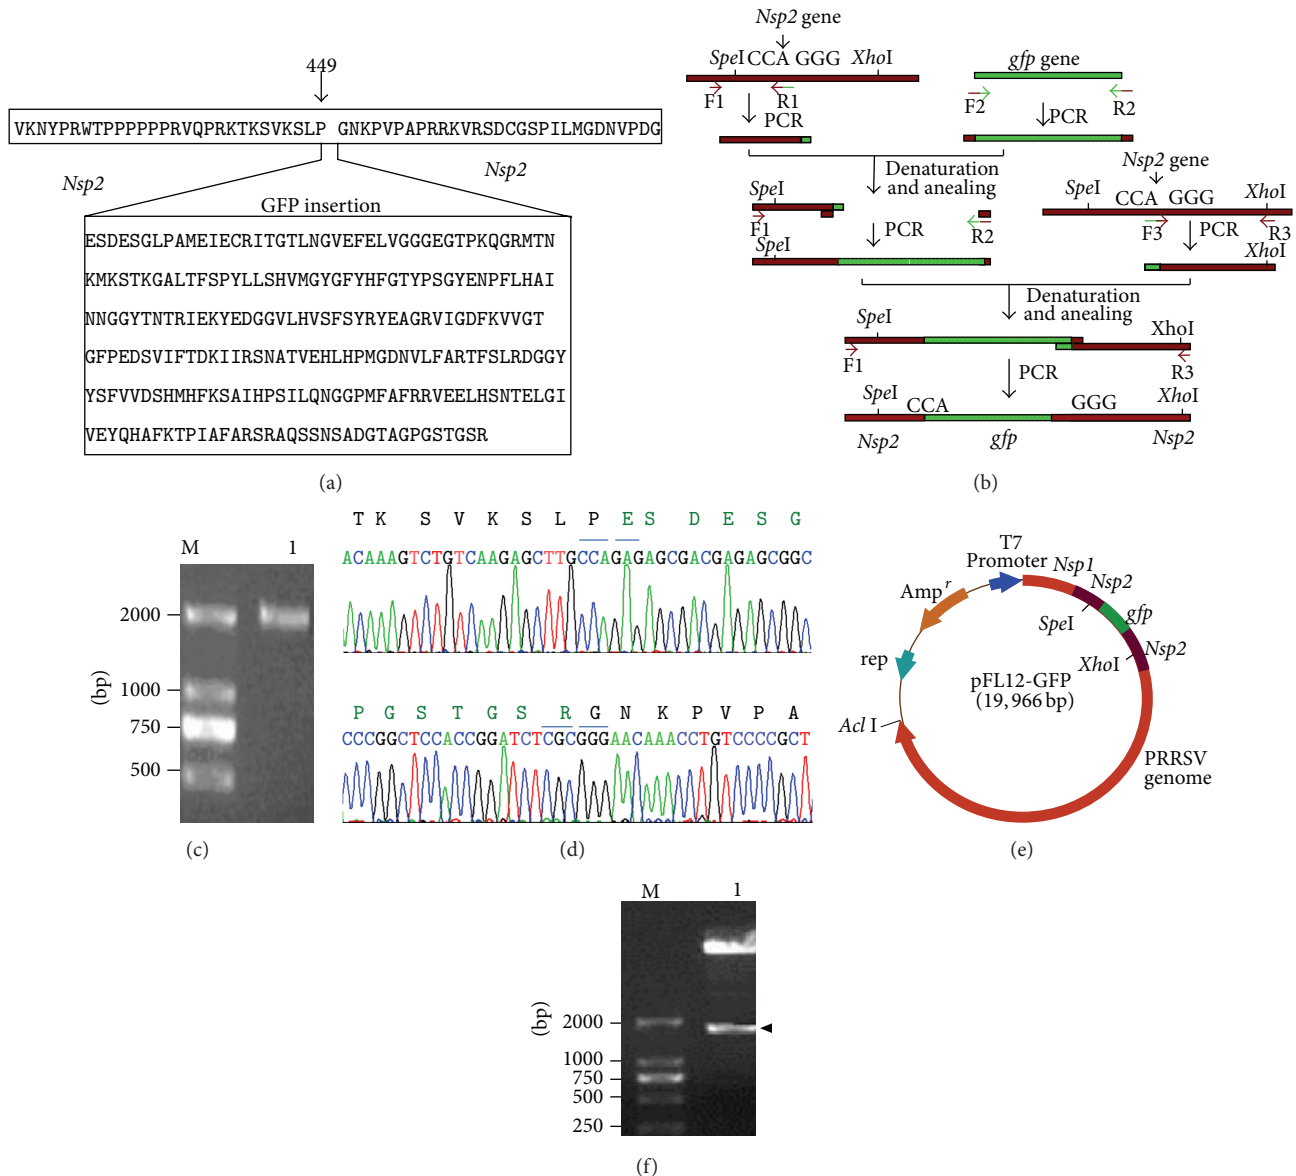 449
VKNYPRWTPPPPPPRVQPRKTKSVKSLP GNKPVPAPRRKVRSDCGSPILMGDNVPDG
Nsp2
Nsp2
GFP insertion
ESDESGLPAMEIECRITGTLNGVEFELVGGGEGTPKQGRMTN
KMKSTKGALTFSPYLLSHVMGYGFYHFGTYPSGYENPFLHAI
NNGGYTNTRIEKYEDGGVLHVSFSYRYEAGRVIGDFKVVGT
GFPEDSVIFTDKIIRSNATVEHLHPMGDNVLFARTFSLRDGGY
YSFVVDSHMHFKSAIHPSILQNGGPMFAFRRVEELHSNTELGI
VEYQHAFKTPIAFARSRAQSSNSADGTAGPGSTGSR
(a)
Nsp2 gene
SpeI CCA GGG XhoI
gfp gene
F1 R1
F2 R2
PCR
PCR
Denaturation
and anealing
Nsp2 gene
SpeI
SpeI CCA GGG XhoI
F1 R2
F3 R3
PCR
PCR
SpeI
XhoI
Denaturation
and anealing
SpeI XhoI
F1 R3
PCR
SpeI CCA GGG XhoI
Nsp2 gfp Nsp2
(b)
M 1
(bp)
2000
1000
750
500
(c)
T K S V K S L P E S D E S G
ACAAAGTCTGTCAAGAGCTTGCCAGAGAGCGACGAGAGCGGC
P G S T G S R G N K P V P A
CCCGGCTCCACCGGATCTCGCGGGAACAAACCTGTCCCCGCT
(d)
T7
Promoter
Nsp1
Nsp2
gfp
Nsp2
Amp r
SpeI
XhoI
rep
pFL12-GFP
(19,966 bp)
Acl I
PRRSV
genome
(e)
M 1
(bp)
2000
1000
750
500
250
(f)